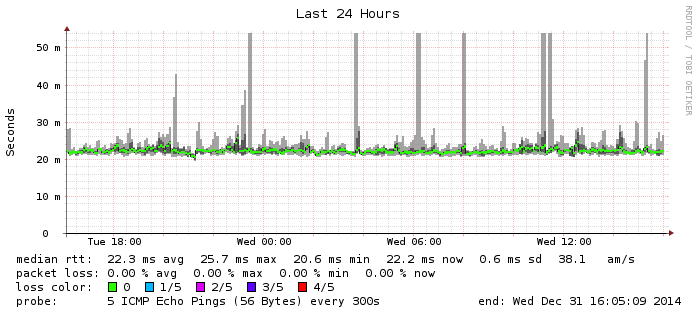 Last 24 Hours
RRDTOOL / TOBI OETIKER
Seconds
50 m
40 m
30 m
20 m
10 m
0
Tue 18:00 Wed 00:00 Wed 06:00 Wed 12:00
median rtt: 22.3 ms avg 25.7 ms max 20.6 ms min 22.2 ms now 0.6 ms sd 38.1 am/s
packet loss: 0.00 % avg 0.00 % max 0.00 % min 0.00 % now
loss color: 0 1/5 2/5 3/5 4/5
probe: 5 ICMP Echo Pings (56 Bytes) every 300s end: Wed Dec 31 16:05:09 2014